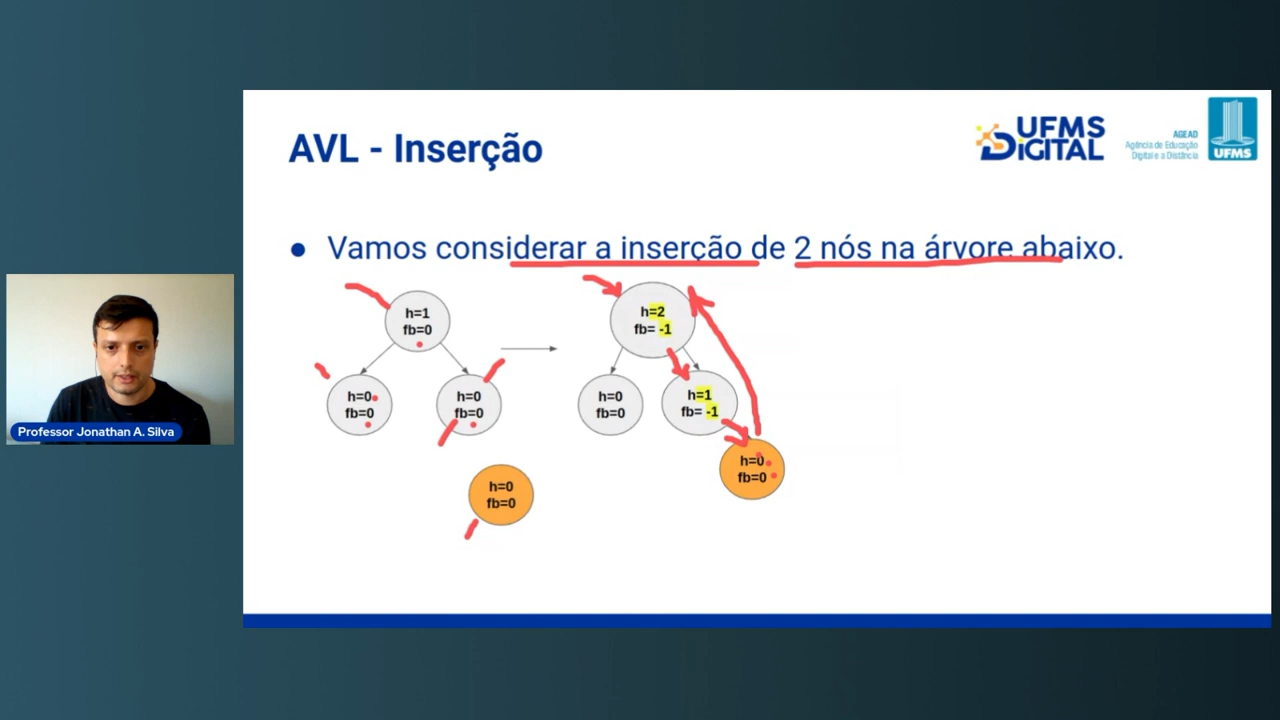 AVL - Inserção
UFMS
DIGITAL
AGEAD
Agência de Educação
Digital e a Distância
UFMS
● Vamos considerar a inserção de 2 nós na árvore abaixo.
h=1
fb=0
h=0
fb=0
h=0
fb=0
h=0
fb=0
h=2
fb= -1
h=0
fb=0
h=1
fb= -1
h=0
fb=0
Professor Jonathan A. Silva